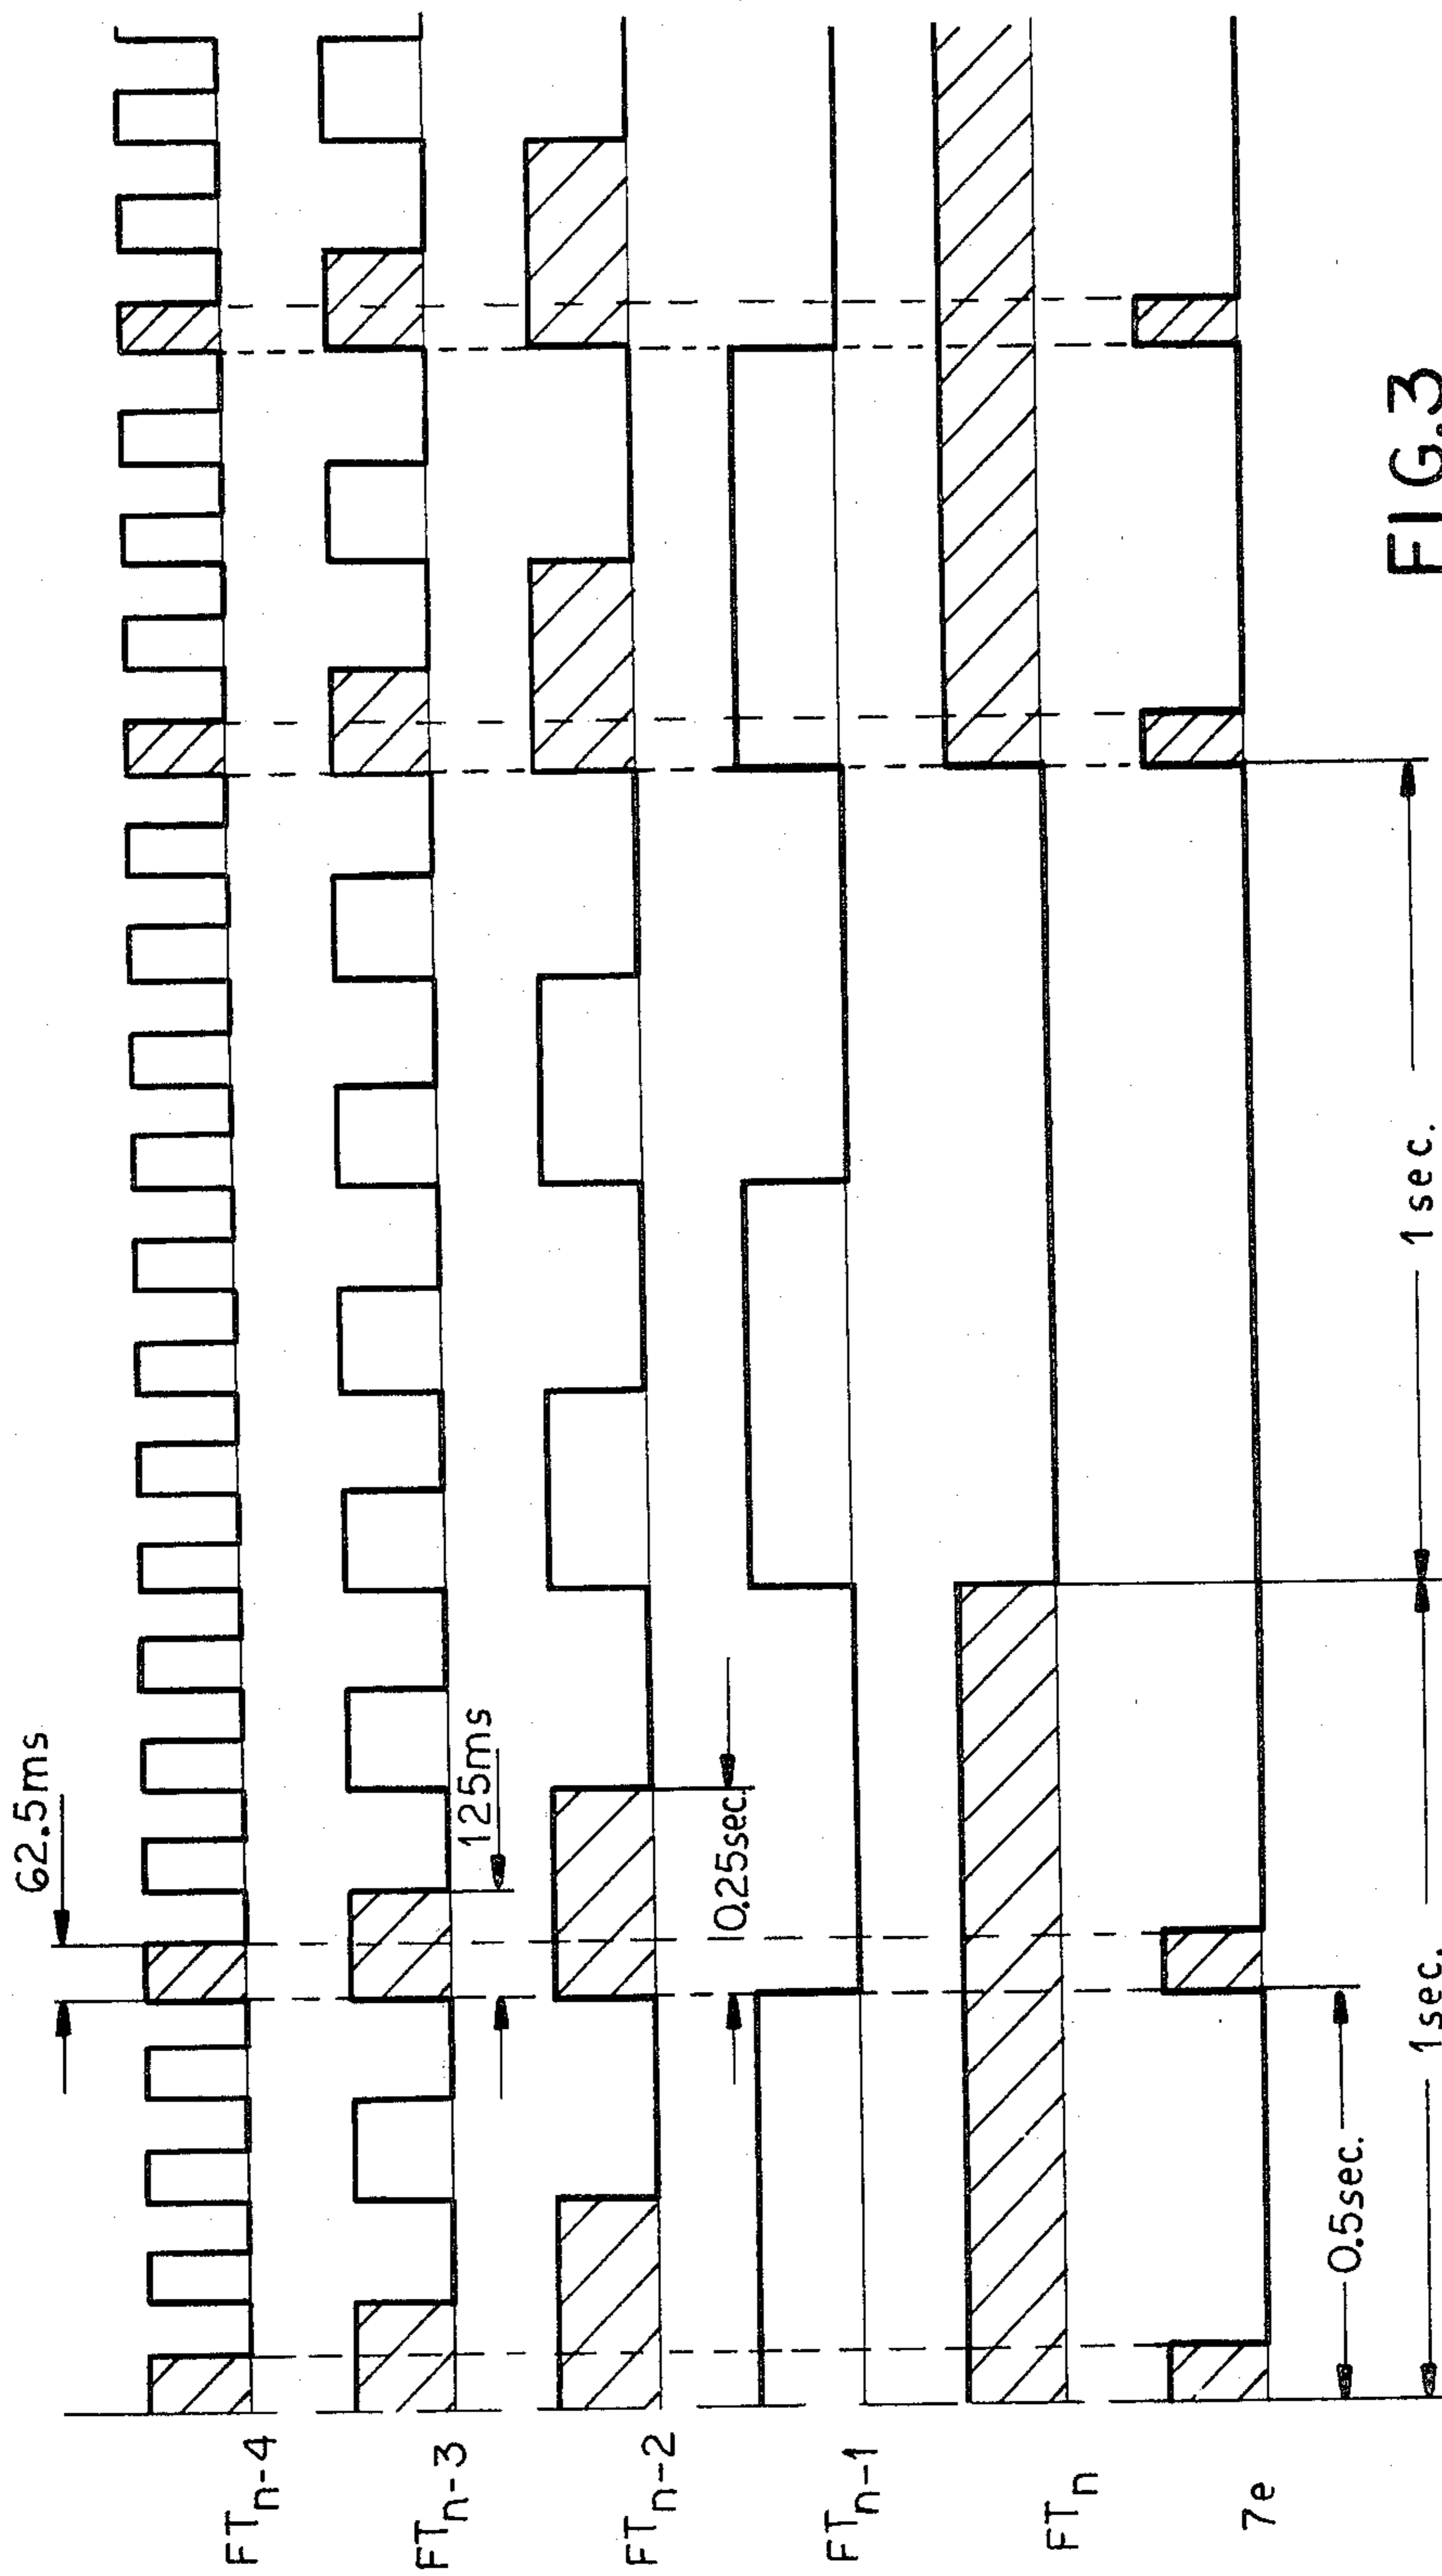 62.5ms
125ms
0.25sec.
FTn-4
FTn-3
FTn-2
FTn-1
FTn
7e
0.5sec.
1sec.
1sec.
FIG.3